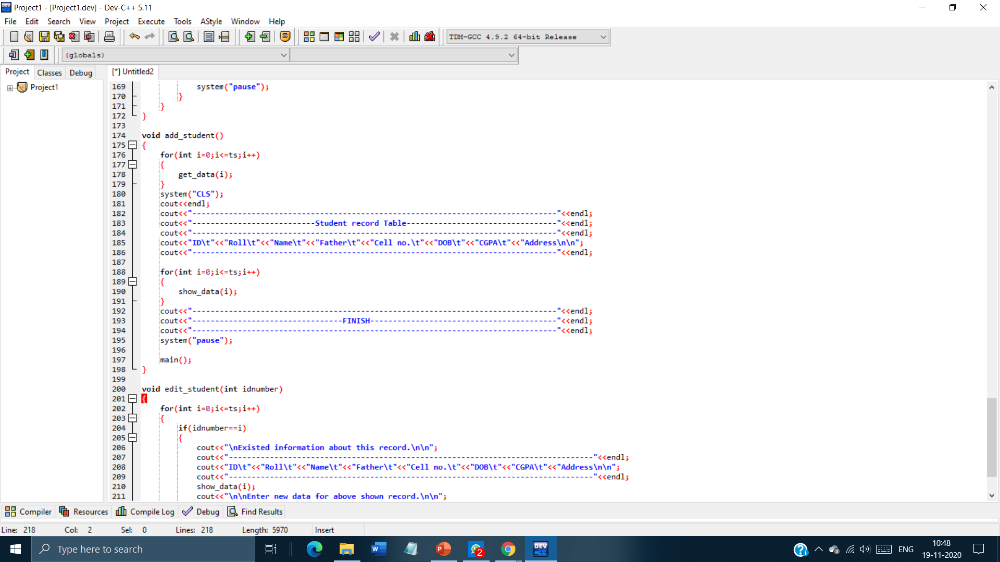 Project1 - [Project1.dev] - Dev-C++ 5.11
File Edit Search View Project Execute Tools AStyle Window Help
TDM-GCC 4.9.2 64-bit Release
(globals)
Project Classes Debug [*] Untitled2
Project1
169 system("pause");
170 }
171 }
172 }
173
174 void add_student()
175 {
176 for(int i=0;i<=ts;i++)
177 {
178 get_data(i);
179 }
180 system("CLS");
181 cout<<endl;
182 cout<<"--------------------------------------------------------------------------------"<<endl;
183 cout<<"---------------------------Student record Table---------------------------------"<<endl;
184 cout<<"--------------------------------------------------------------------------------"<<endl;
185 cout<<"ID\t"<<"Roll\t"<<"Name\t"<<"Father\t"<<"Cell no.\t"<<"DOB\t"<<"CGPA\t"<<"Address\n\n";
186 cout<<"--------------------------------------------------------------------------------"<<endl;
187
188 for(int i=0;i<=ts;i++)
189 {
190 show_data(i);
191 }
192 cout<<"--------------------------------------------------------------------------------"<<endl;
193 cout<<"---------------------------------FINISH-----------------------------------------"<<endl;
194 cout<<"--------------------------------------------------------------------------------"<<endl;
195 system("pause");
196
197 main();
198 }
199
200 void edit_student(int idnumber)
201 {
202 for(int i=0;i<=ts;i++)
203 {
204 if(idnumber==i)
205 {
206 cout<<"\nExisted information about this record.\n\n";
207 cout<<"--------------------------------------------------------------------------------"<<endl;
208 cout<<"ID\t"<<"Roll\t"<<"Name\t"<<"Father\t"<<"Cell no.\t"<<"DOB\t"<<"CGPA\t"<<"Address\n\n";
209 cout<<"--------------------------------------------------------------------------------"<<endl;
210 show_data(i);
211 cout<<"\n\nEnter new data for above shown record.\n\n";
Compiler Resources Compile Log Debug Find Results
Line: 218 Col: 2 Sel: 0 Lines: 218 Length: 5970 Insert
Type here to search
2
DEV C++
ENG
10:48
19-11-2020